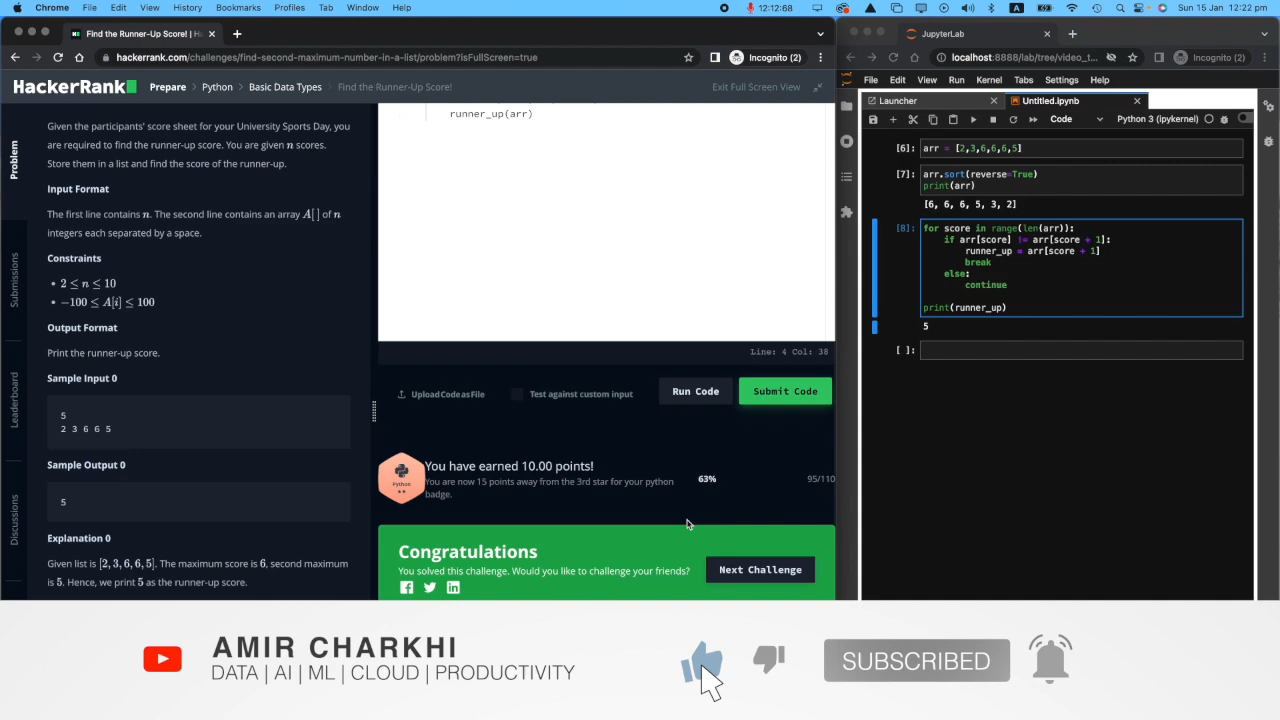 Chrome File Edit View History Bookmarks Profiles Tab Window Help
12:12:68
Sun 15 Jan 12:22 pm
Find the Runner-Up Score! | H
hackerrank.com/challenges/find-second-maximum-number-in-a-list/problem?isFullScreen=true
Incognito (2)
HackerRank Prepare Python Basic Data Types Find the Runner-Up Score!
Exit Full Screen View
Problem
Submissions
Leaderboard
Discussions
Given the participants' score sheet for your University Sports Day, you
are required to find the runner-up score. You are given n scores.
Store them in a list and find the score of the runner-up.
Input Format
The first line contains n. The second line contains an array A[ ] of n
integers each separated by a space.
Constraints
• 2 ≤ n ≤ 10
• −100 ≤ A[i] ≤ 100
Output Format
Print the runner-up score.
Sample Input 0
5
2 3 6 6 5
Sample Output 0
5
Explanation 0
Given list is [2, 3, 6, 6, 5]. The maximum score is 6, second maximum
is 5. Hence, we print 5 as the runner-up score.
runner_up(arr)
Line: 4 Col: 38
Upload Code as File
Test against custom input
Run Code
Submit Code
Python
You have earned 10.00 points!
You are now 15 points away from the 3rd star for your python
badge.
63%
95/110
Congratulations
You solved this challenge. Would you like to challenge your friends?
Next Challenge
JupyterLab
localhost:8888/lab/tree/video_t...
Incognito (2)
File Edit View Run Kernel Tabs Settings Help
Launcher
Untitled.ipynb
Code
Python 3 (ipykernel)
[6]: arr = [2,3,6,6,6,5]
[7]: arr.sort(reverse=True)
print(arr)
[6, 6, 6, 5, 3, 2]
[8]: for score in range(len(arr)):
if arr[score] != arr[score + 1]:
runner_up = arr[score + 1]
break
else:
continue
print(runner_up)
5
[ ]:
AMIR CHARKHI
DATA | AI | ML | CLOUD | PRODUCTIVITY
SUBSCRIBED